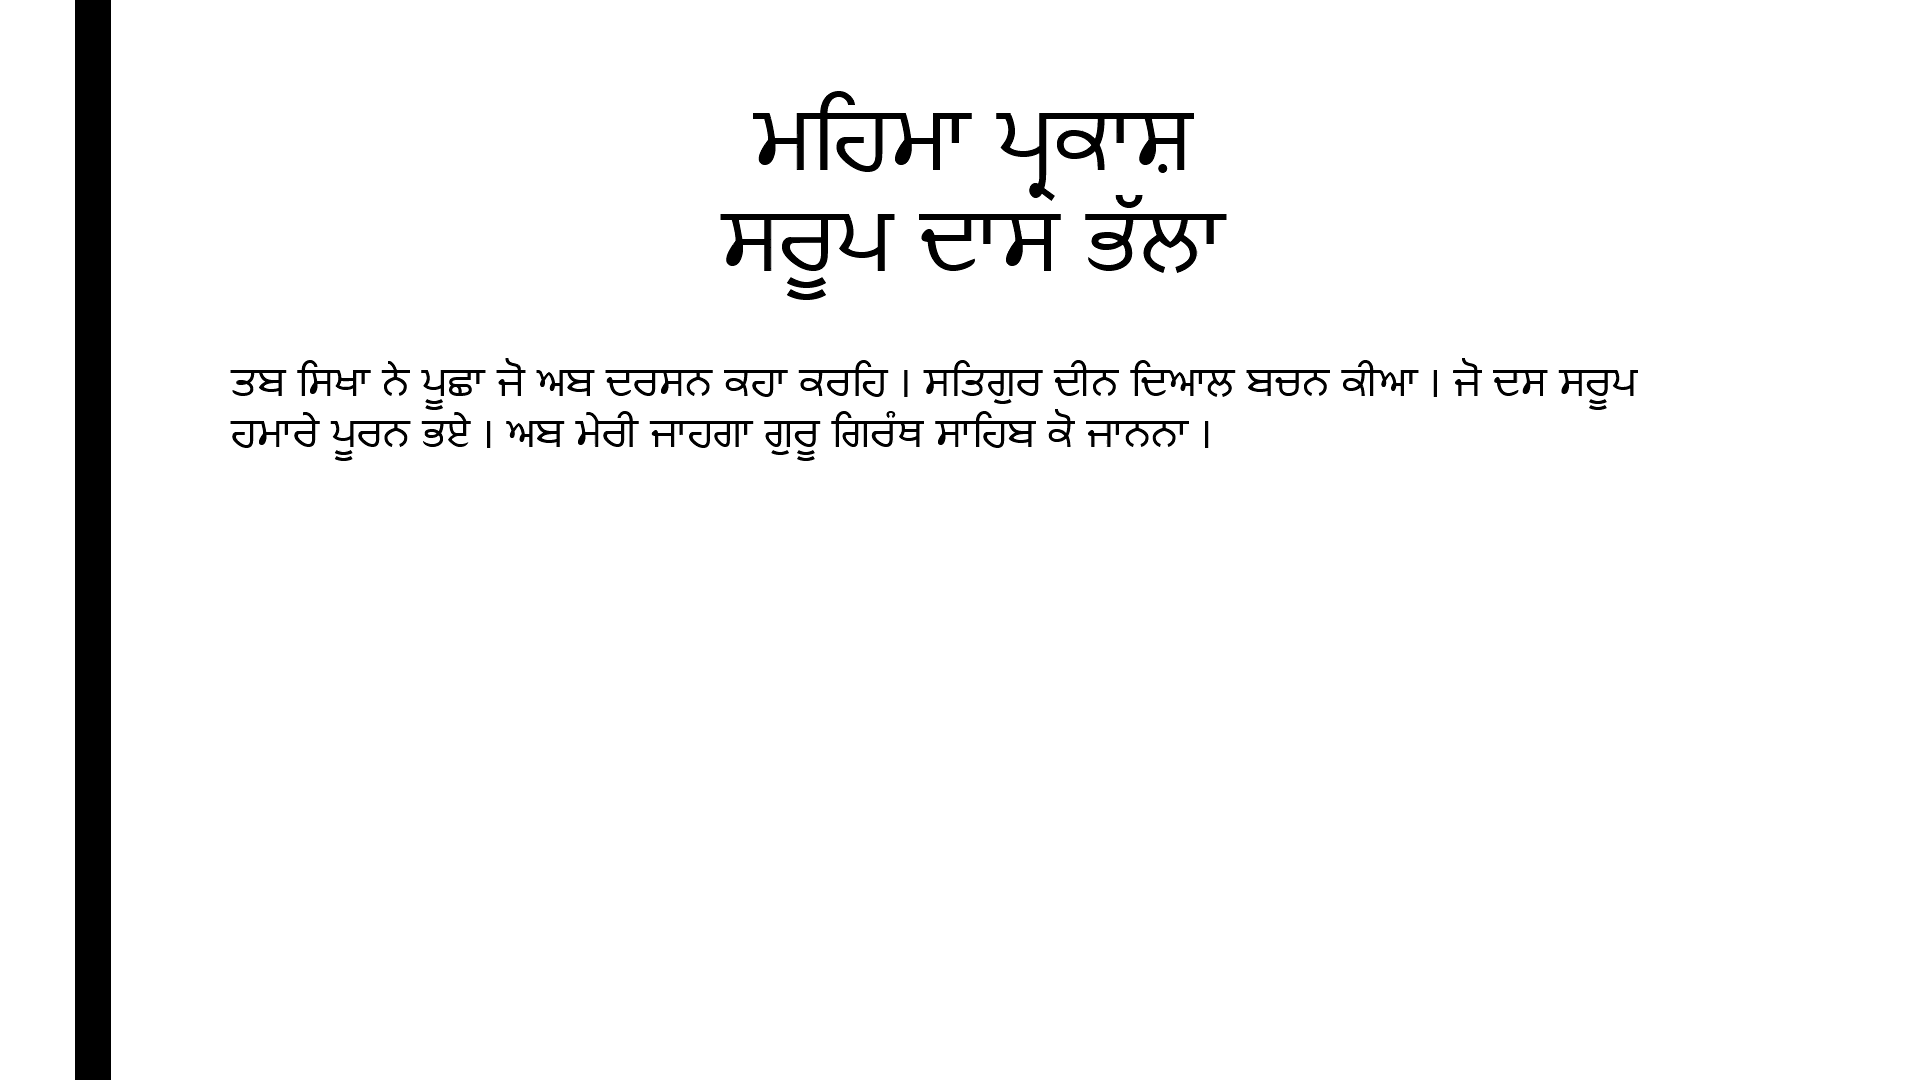 ਮਹਿਮਾ ਪ੍ਰਕਾਸ਼
ਸਰੂਪ ਦਾਸ ਭੱਲਾ
ਤਬ ਸਿਖਾ ਨੇ ਪੂਛਾ ਜੋ ਅਬ ਦਰਸਨ ਕਹਾ ਕਰਹਿ । ਸਤਿਗੁਰ ਦੀਨ ਦਿਆਲ ਬਚਨ ਕੀਆ । ਜੋ ਦਸ ਸਰੂਪ
ਹਮਾਰੇ ਪੂਰਨ ਭਏ । ਅਬ ਮੇਰੀ ਜਾਹਗਾ ਗੁਰੂ ਗਿਰੰਥ ਸਾਹਿਬ ਕੋ ਜਾਨਨਾ ।